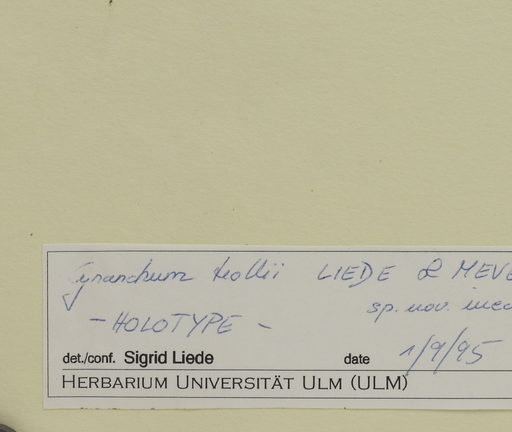 Cynanchum trollii LIEDE & MEVE
sp. nov. ined
- HOLOTYPE -
det./conf. Sigrid Liede date 1/9/95
HERBARIUM UNIVERSITÄT ULM (ULM)